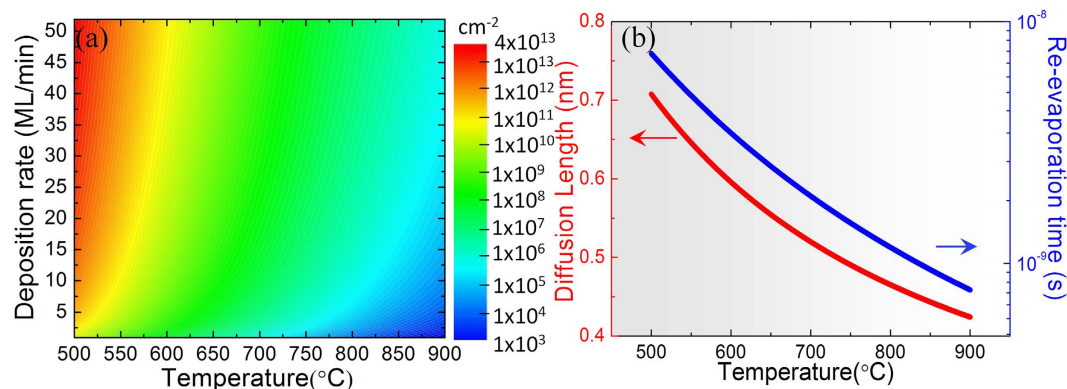 (a)
Deposition rate (ML/min)
50
45
40
35
30
25
20
15
10
5
500 550 600 650 700 750 800 850 900
Temperature(°C)
cm⁻²
4x10¹³
1x10¹³
1x10¹²
1x10¹¹
1x10¹⁰
1x10⁹
1x10⁸
1x10⁷
1x10⁶
1x10⁵
1x10⁴
1x10³
(b)
Diffusion Length (nm)
0.8
0.7
0.6
0.5
0.4
500 600 700 800 900
Temperature(°C)
10⁻⁸
10⁻⁹
Re-evaporation time (s)